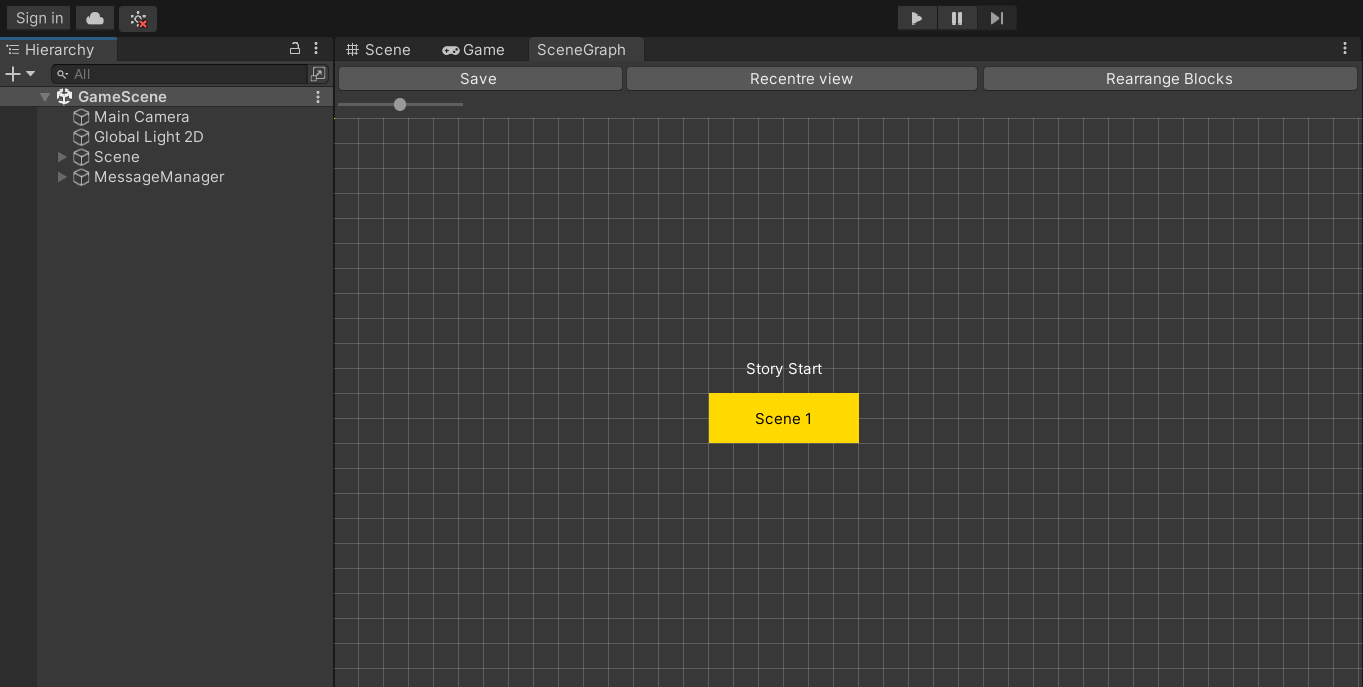 Sign in
Hierarchy
All
GameScene
Main Camera
Global Light 2D
Scene
MessageManager
Scene Game SceneGraph
Save Recentre view Rearrange Blocks
Story Start
Scene 1